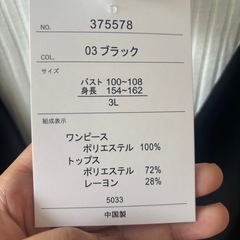 NO. 375578
COL. 03 ブラック
サイズ
バスト 100~108
身長 154~162
3L
組成表示
ワンピース
ポリエステル 100%
トップス
ポリエステル 72%
レーヨン 28%
5033
中国製